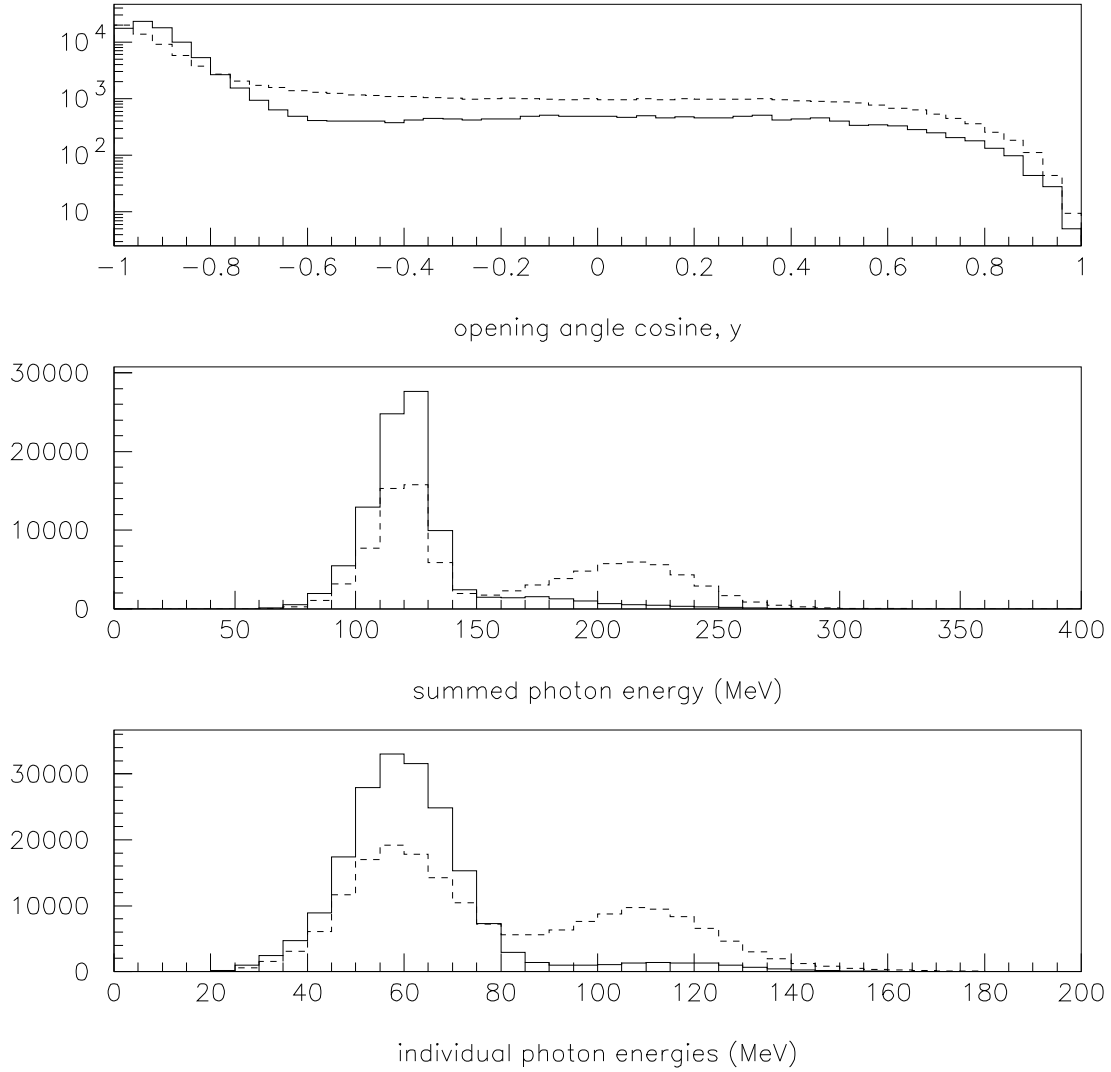 10^4
10^3
10^2
10
−1 −0.8 −0.6 −0.4 −0.2 0 0.2 0.4 0.6 0.8 1
opening angle cosine, y
30000
20000
10000
0
0 50 100 150 200 250 300 350 400
summed photon energy (MeV)
30000
20000
10000
0
0 20 40 60 80 100 120 140 160 180 200
individual photon energies (MeV)